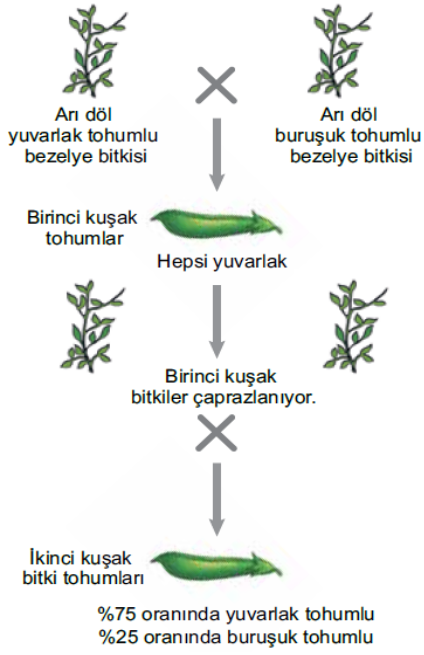 Arı döl
yuvarlak tohumlu
bezelye bitkisi
Arı döl
buruşuk tohumlu
bezelye bitkisi
Birinci kuşak
tohumlar
Hepsi yuvarlak
Birinci kuşak
bitkiler çaprazlanıyor.
İkinci kuşak
bitki tohumları
%75 oranında yuvarlak tohumlu
%25 oranında buruşuk tohumlu